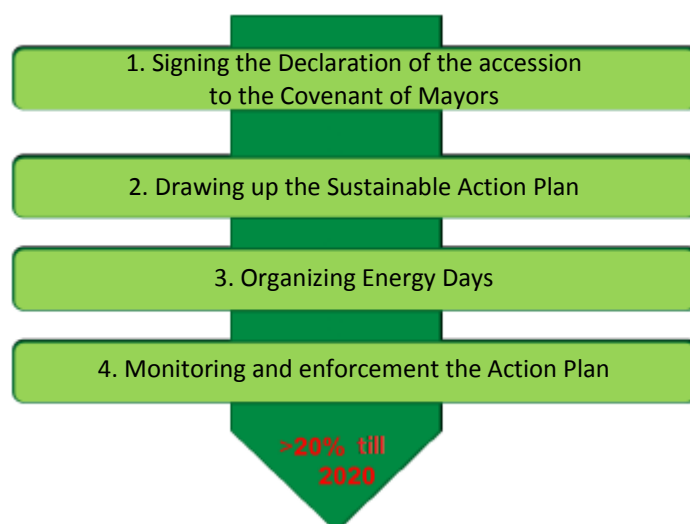 1. Signing the Declaration of the accession
to the Covenant of Mayors
2. Drawing up the Sustainable Action Plan
3. Organizing Energy Days
4. Monitoring and enforcement the Action Plan
>20% till
2020